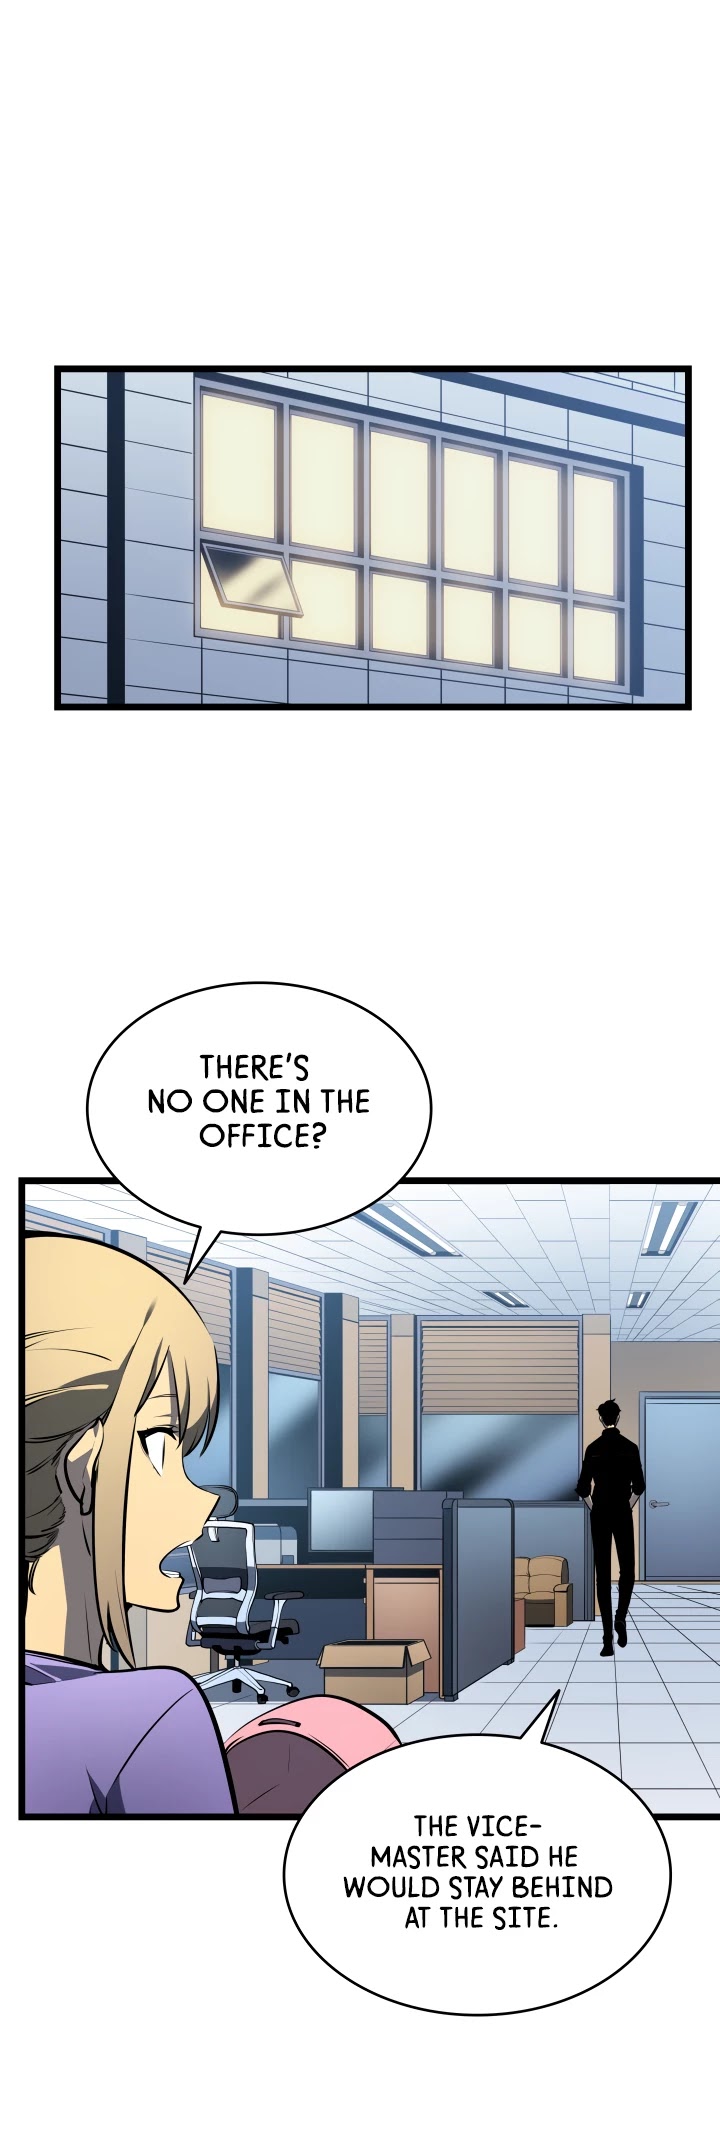 THERE'S
NO ONE IN THE
OFFICE?
THE VICE-
MASTER SAID HE
WOULD STAY BEHIND
AT THE SITE.